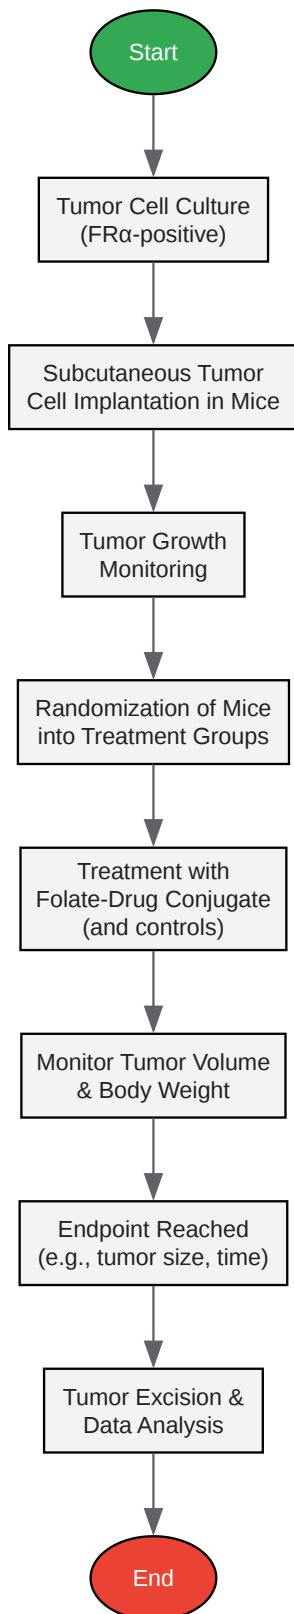 Start
Tumor Cell Culture
(FRα-positive)
Subcutaneous Tumor
Cell Implantation in Mice
Tumor Growth
Monitoring
Randomization of Mice
into Treatment Groups
Treatment with
Folate-Drug Conjugate
(and controls)
Monitor Tumor Volume
& Body Weight
Endpoint Reached
(e.g., tumor size, time)
Tumor Excision &
Data Analysis
End